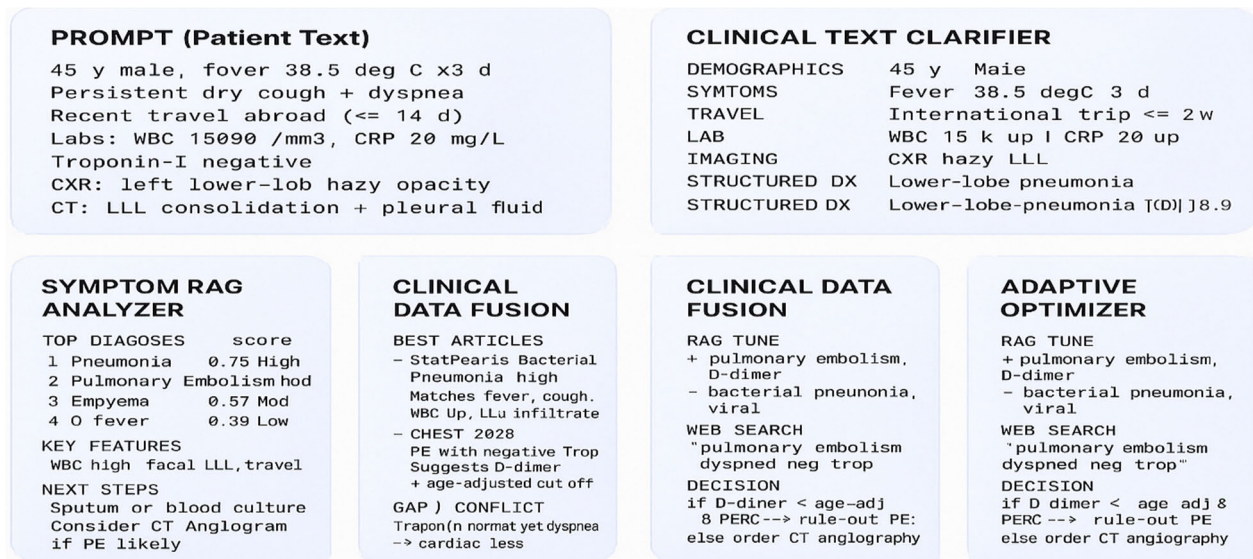 PROMPT (Patient Text)
45 y male, fover 38.5 deg C x3 d
Persistent dry cough + dyspnea
Recent travel abroad (<= 14 d)
Labs: WBC 15090 /mm3, CRP 20 mg/L
Troponin-I negative
CXR: left lower-lob hazy opacity
CT: LLL consolidation + pleural fluid
CLINICAL TEXT CLARIFIER
DEMOGRAPHICS 45 y Maie
SYMTOMS Fever 38.5 degC 3 d
TRAVEL International trip <= 2 w
LAB WBC 15 k up I CRP 20 up
IMAGING CXR hazy LLL
STRUCTURED DX Lower-lobe pneumonia
STRUCTURED DX Lower-lobe-pneumonia
SYMPTOM RAG
ANALYZER
TOP DIAGOSES score
1 Pneumonia 0.75 High
2 Pulmonary Embolism hod
3 Empyema 0.57 Mod
4 O fever 0.39 Low
KEY FEATURES
WBC high facal LLL, travel
NEXT STEPS
Sputum or blood culture
Consider CT Anglogram
if PE likely
CLINICAL
DATA FUSION
BEST ARTICLES
– StatPearis Bacterial
Pneumonia high
Matches fever, cough.
WBC Up, LLu infiltrate
– CHEST 2028
PE with negative Trop
Suggests D-dimer
+ age-adjusted cut off
GAP ) CONFLICT
Trapon(n normat yet dyspnea
–> cardiac less
CLINICAL DATA
FUSION
RAG TUNE
+ pulmonary embolism,
D-dimer
– bacterial pneunonia,
viral
WEB SEARCH
"pulmonary embolism
dyspned neg trop
DECISION
if D-diner < age-adj
8 PERC --> rule-out PE:
else order CT anglography
ADAPTIVE
OPTIMIZER
RAG TUNE
+ pulmonary embolism,
D-dimer
– bacterial pneumonia,
viral
WEB SEARCH
"pulmonary embolism
dyspned neg trop"
DECISION
if D dimer < age adj &
PERC --> rule-out PE
else order CT angiography